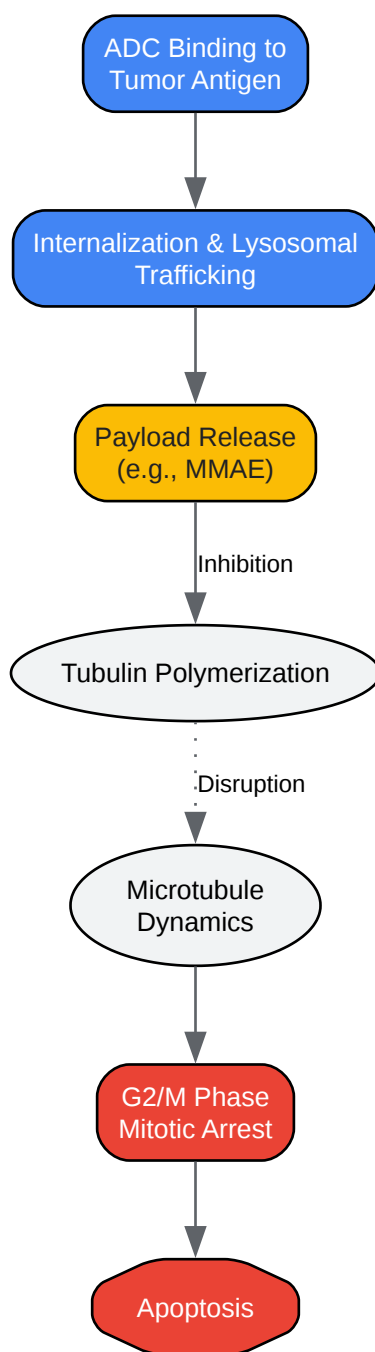 ADC Binding to
Tumor Antigen
Internalization & Lysosomal
Trafficking
Payload Release
(e.g., MMAE)
Inhibition
Tubulin Polymerization
Disruption
Microtubule
Dynamics
G2/M Phase
Mitotic Arrest
Apoptosis